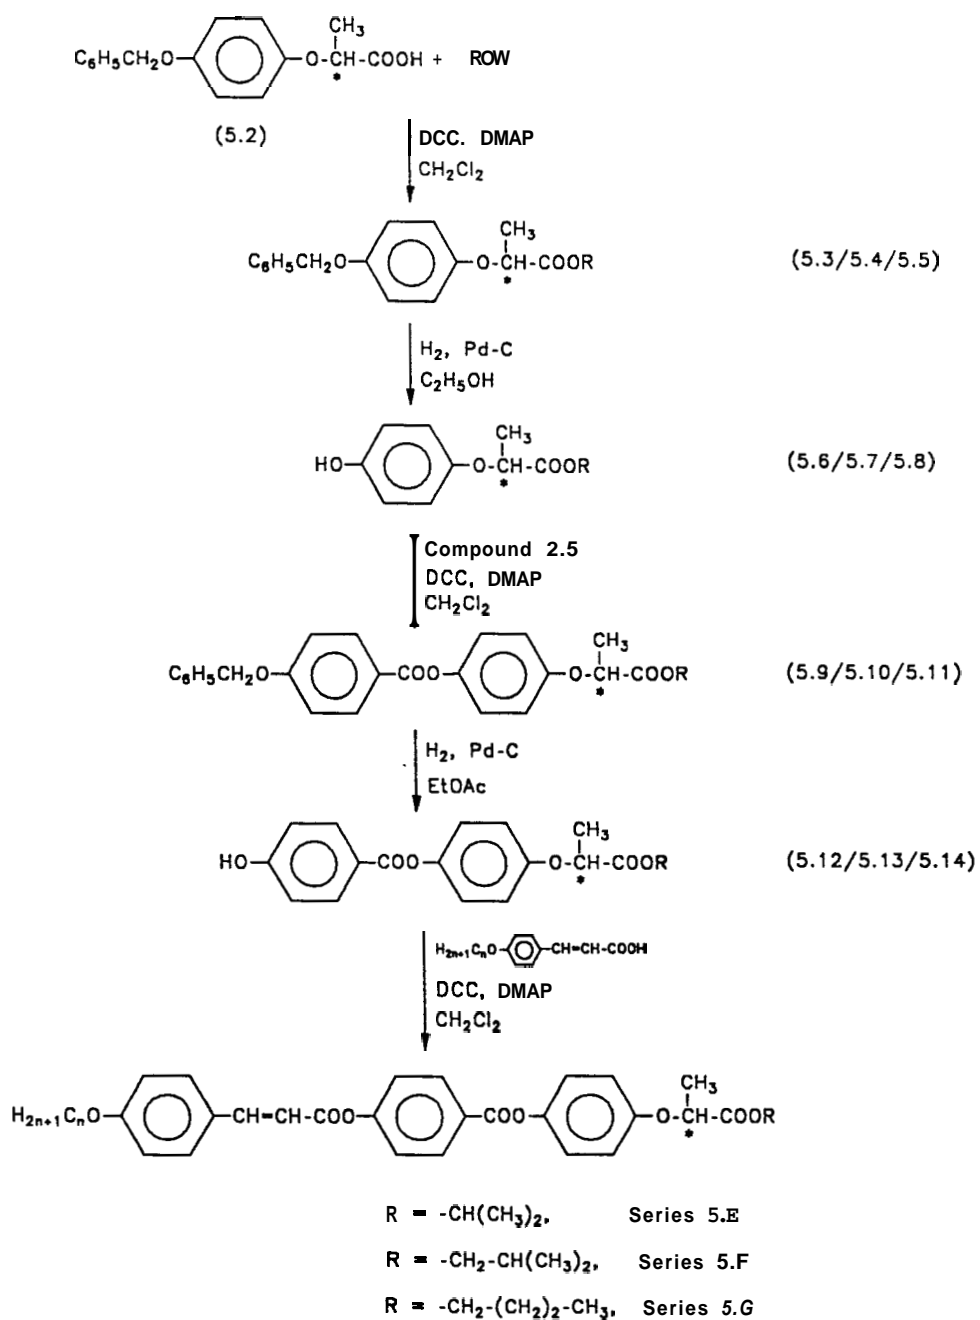 C₆H₅CH₂O-O-CH-COOH + ROW
CH₃
*
(5.2)
DCC. DMAP
CH₂Cl₂
CH₃
C₆H₅CH₂O-O-CH-COOR (5.3/5.4/5.5)
*
H₂, Pd-C
C₂H₅OH
CH₃
HO-O-CH-COOR (5.6/5.7/5.8)
*
Compound 2.5
DCC, DMAP
CH₂Cl₂
CH₃
C₆H₅CH₂O-COO-O-CH-COOR (5.9/5.10/5.11)
*
H₂, Pd-C
EtOAc
CH₃
HO-COO-O-CH-COOR (5.12/5.13/5.14)
*
H₂ₙ₊₁CₙO-CH=CH-COOH
DCC, DMAP
CH₂Cl₂
CH₃
H₂ₙ₊₁CₙO-CH=CH-COO-COO-O-CH-COOR
*
R = -CH(CH₃)₂, Series 5.E
R = -CH₂-CH(CH₃)₂, Series 5.F
R = -CH₂-(CH₂)₂-CH₃, Series 5.G